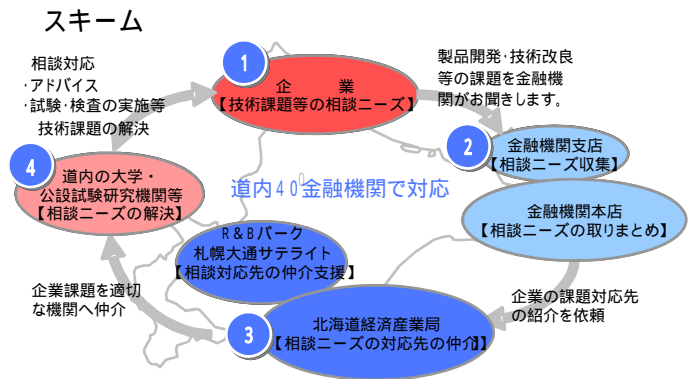 スキーム
相談対応
・アドバイス
・試験・検査の実施等
技術課題の解決
1
企　業
【技術課題等の相談ニーズ】
製品開発・技術改良
等の課題を金融機
関がお聞きします。
2
金融機関支店
【相談ニーズ収集】
金融機関本店
【相談ニーズの取りまとめ】
4
道内の大学・
公設試験研究機関等
【相談ニーズの解決】
道内40金融機関で対応
R&Bパーク
札幌大通サテライト
【相談対応先の仲介支援】
企業課題を適切
な機関へ仲介
企業の課題対応先
の紹介を依頼
3
北海道経済産業局
【相談ニーズの対応先の仲介】